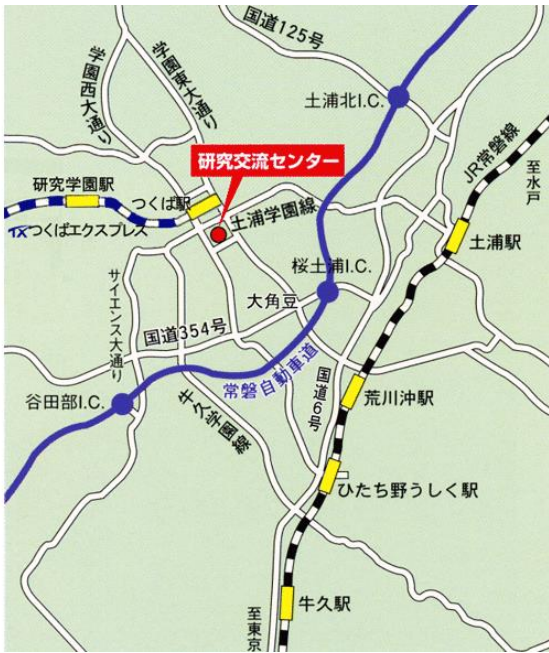 国道125号
学園東大通り
学園西大通り
土浦北I.C.
JR常磐線
至水戸
研究交流センター
研究学園駅
つくば駅
土浦学園線
TXつくばエクスプレス
土浦駅
桜土浦I.C.
サイエンス大通り
大角豆
国道354号
常磐自動車道
国道6号
谷田部I.C.
牛久学園線
荒川沖駅
ひたち野うしく駅
牛久駅
至東京